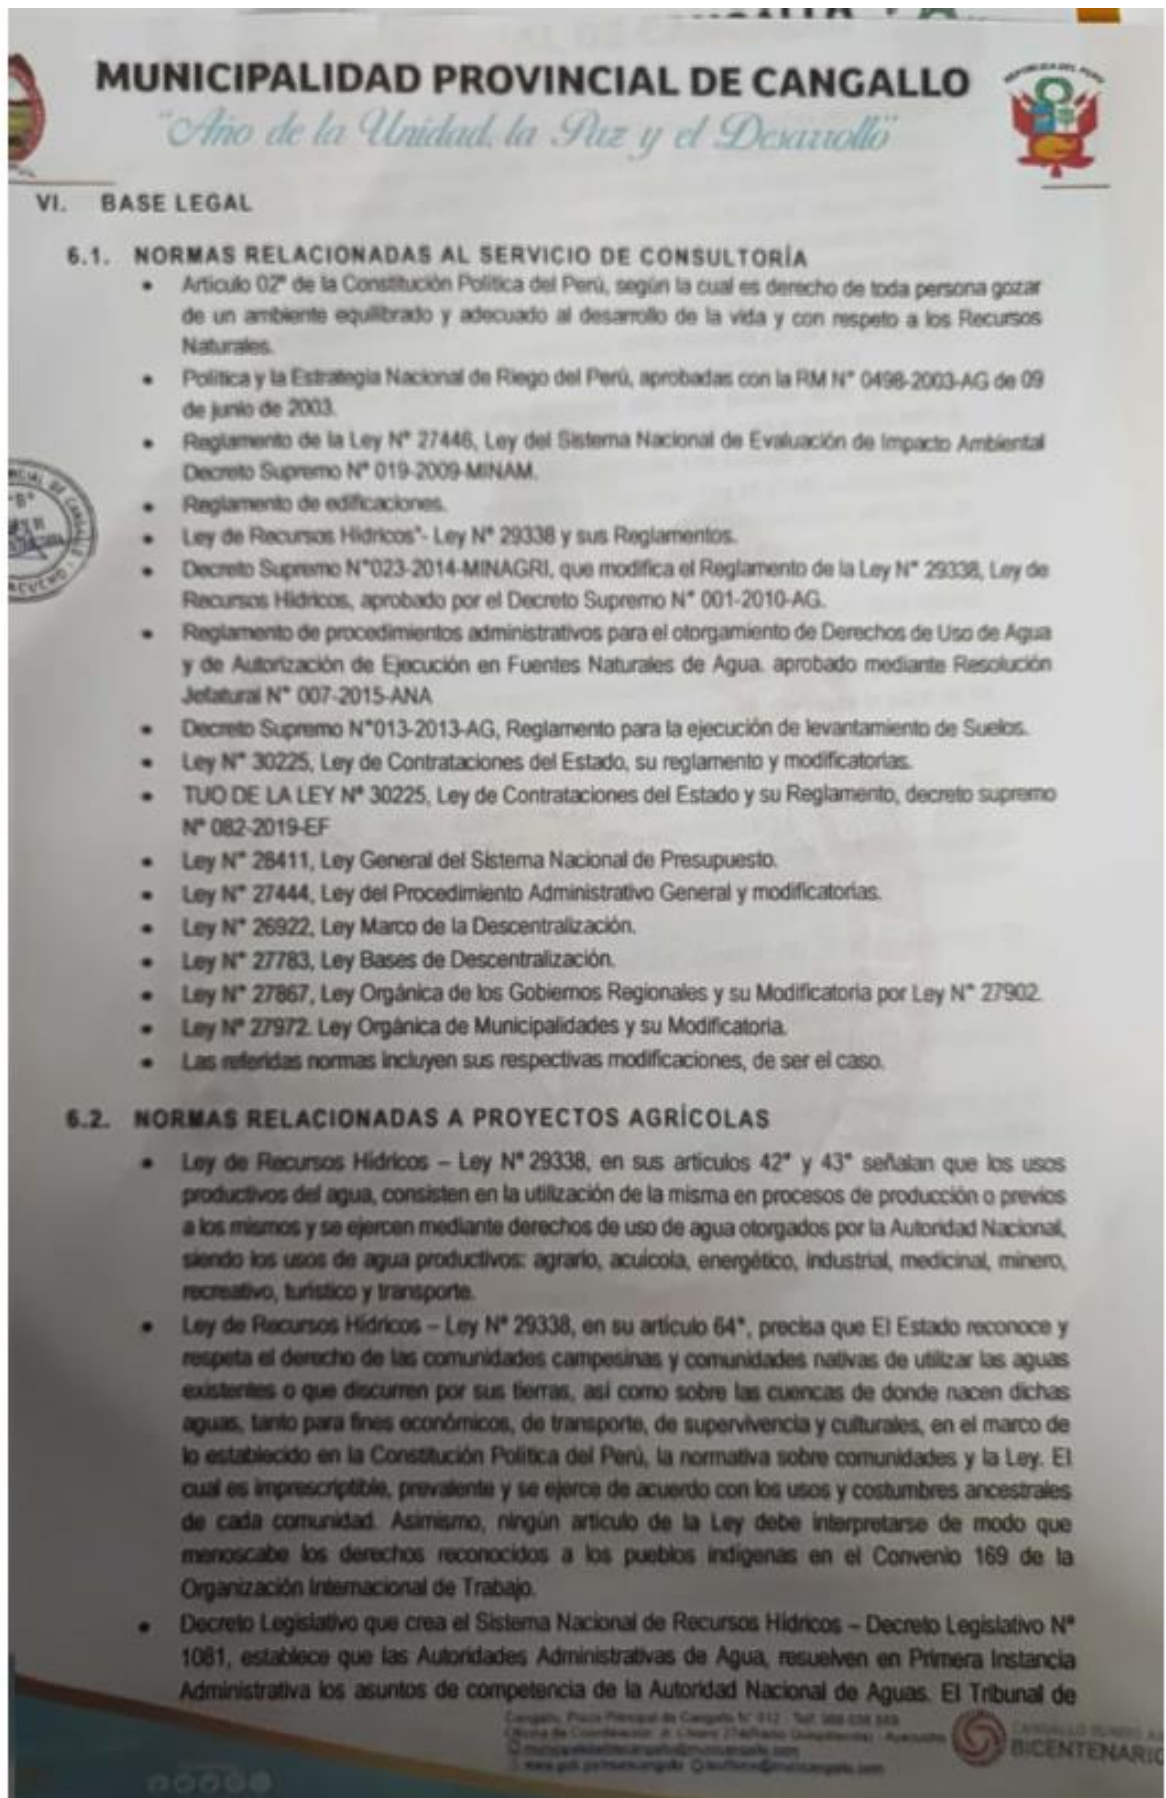 MUNICIPALIDAD PROVINCIAL DE CANGALLO
"Año de la Unidad, la Paz y el Desarrollo"
VI. BASE LEGAL
6.1. NORMAS RELACIONADAS AL SERVICIO DE CONSULTORÍA
• Artículo 02° de la Constitución Política del Perú, según la cual es derecho de toda persona gozar
de un ambiente equilibrado y adecuado al desarrollo de la vida y con respeto a los Recursos
Naturales.
• Política y la Estrategia Nacional de Riego del Perú, aprobadas con la RM N° 0498-2003-AG de 09
de junio de 2003.
• Reglamento de la Ley N° 27446, Ley del Sistema Nacional de Evaluación de Impacto Ambiental
Decreto Supremo N° 019-2009-MINAM.
• Reglamento de edificaciones.
• Ley de Recursos Hídricos"- Ley N° 29338 y sus Reglamentos.
• Decreto Supremo N°023-2014-MINAGRI, que modifica el Reglamento de la Ley N° 29338, Ley de
Recursos Hídricos, aprobado por el Decreto Supremo N° 001-2010-AG.
• Reglamento de procedimientos administrativos para el otorgamiento de Derechos de Uso de Agua
y de Autorización de Ejecución en Fuentes Naturales de Agua. aprobado mediante Resolución
Jefatural N° 007-2015-ANA
• Decreto Supremo N°013-2013-AG, Reglamento para la ejecución de levantamiento de Suelos.
• Ley N° 30225, Ley de Contrataciones del Estado, su reglamento y modificatorias.
• TUO DE LA LEY Nº 30225, Ley de Contrataciones del Estado y su Reglamento, decreto supremo
Nº 082-2019-EF
• Ley N° 28411, Ley General del Sistema Nacional de Presupuesto.
• Ley N° 27444, Ley del Procedimiento Administrativo General y modificatorias.
• Ley N° 26922, Ley Marco de la Descentralización.
• Ley N° 27783, Ley Bases de Descentralización.
• Ley N° 27867, Ley Orgánica de los Gobiernos Regionales y su Modificatoria por Ley N° 27902.
• Ley Nº 27972. Ley Orgánica de Municipalidades y su Modificatoria.
• Las referidas normas incluyen sus respectivas modificaciones, de ser el caso.
6.2. NORMAS RELACIONADAS A PROYECTOS AGRÍCOLAS
• Ley de Recursos Hídricos – Ley Nº 29338, en sus artículos 42° y 43° señalan que los usos
productivos del agua, consisten en la utilización de la misma en procesos de producción o previos
a los mismos y se ejercen mediante derechos de uso de agua otorgados por la Autoridad Nacional,
siendo los usos de agua productivos: agrario, acuícola, energético, industrial, medicinal, minero,
recreativo, turístico y transporte.
• Ley de Recursos Hídricos – Ley Nº 29338, en su artículo 64°, precisa que El Estado reconoce y
respeta el derecho de las comunidades campesinas y comunidades nativas de utilizar las aguas
existentes o que discurren por sus tierras, así como sobre las cuencas de donde nacen dichas
aguas, tanto para fines económicos, de transporte, de supervivencia y culturales, en el marco de
lo establecido en la Constitución Política del Perú, la normativa sobre comunidades y la Ley. El
cual es imprescriptible, prevalente y se ejerce de acuerdo con los usos y costumbres ancestrales
de cada comunidad. Asimismo, ningún artículo de la Ley debe interpretarse de modo que
menoscabe los derechos reconocidos a los pueblos indígenas en el Convenio 169 de la
Organización Internacional de Trabajo.
• Decreto Legislativo que crea el Sistema Nacional de Recursos Hídricos – Decreto Legislativo Nº
1081, establece que las Autoridades Administrativas de Agua, resuelven en Primera Instancia
Administrativa los asuntos de competencia de la Autoridad Nacional de Aguas. El Tribunal de
Cangallo, Plaza Principal de Cangallo N°
BICENTENARIO